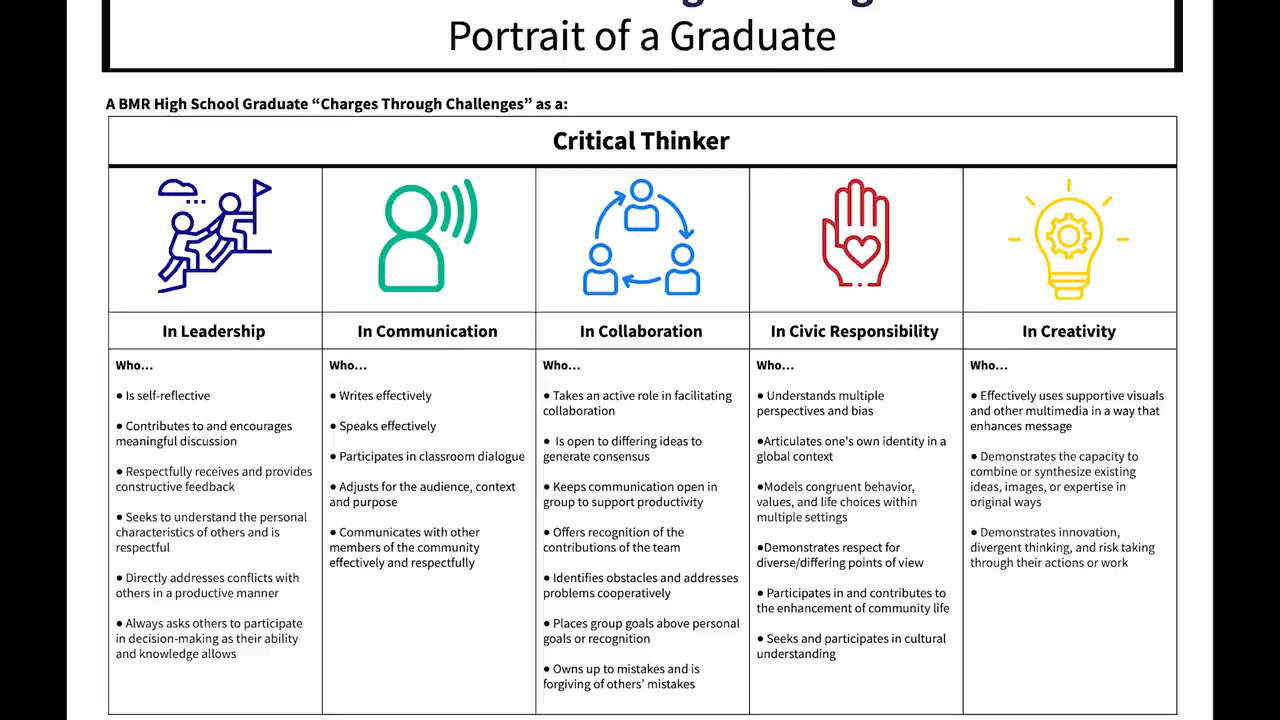 Portrait of a Graduate
A BMR High School Graduate “Charges Through Challenges” as a:
Critical Thinker
In Leadership
In Communication
In Collaboration
In Civic Responsibility
In Creativity
Who...
● Is self-reflective
● Contributes to and encourages
meaningful discussion
● Respectfully receives and provides
constructive feedback
● Seeks to understand the personal
characteristics of others and is
respectful
● Directly addresses conflicts with
others in a productive manner
● Always asks others to participate
in decision-making as their ability
and knowledge allows
Who...
● Writes effectively
● Speaks effectively
● Participates in classroom dialogue
● Adjusts for the audience, context
and purpose
● Communicates with other
members of the community
effectively and respectfully
Who...
● Takes an active role in facilitating
collaboration
● Is open to differing ideas to
generate consensus
● Keeps communication open in
group to support productivity
● Offers recognition of the
contributions of the team
● Identifies obstacles and addresses
problems cooperatively
● Places group goals above personal
goals or recognition
● Owns up to mistakes and is
forgiving of others’ mistakes
Who...
● Understands multiple
perspectives and bias
●Articulates one's own identity in a
global context
●Models congruent behavior,
values, and life choices within
multiple settings
●Demonstrates respect for
diverse/differing points of view
● Participates in and contributes to
the enhancement of community life
● Seeks and participates in cultural
understanding
Who...
● Effectively uses supportive visuals
and other multimedia in a way that
enhances message
● Demonstrates the capacity to
combine or synthesize existing
ideas, images, or expertise in
original ways
● Demonstrates innovation,
divergent thinking, and risk taking
through their actions or work